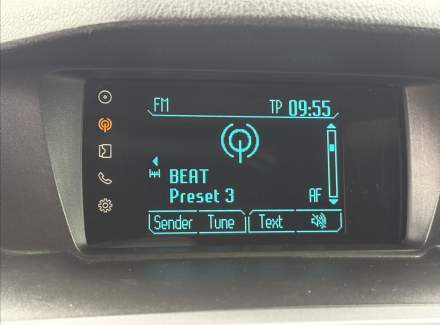 FM TP 09:55
BEAT
Preset 3 AF
Sender Tune Text